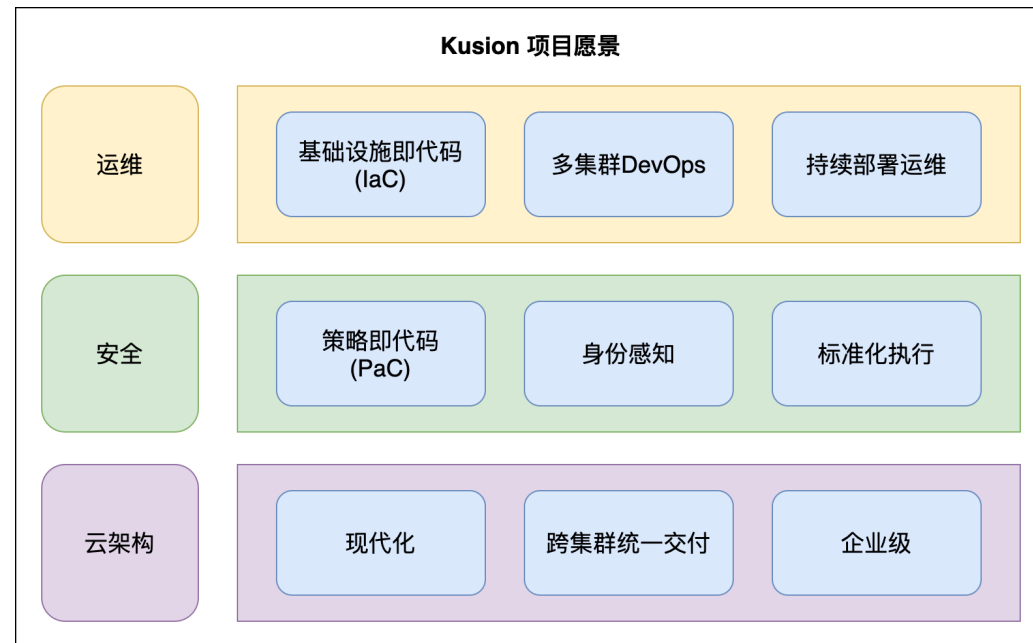 Kusion 项目愿景
运维
基础设施即代码
(IaC)
多集群DevOps
持续部署运维
安全
策略即代码
(PaC)
身份感知
标准化执行
云架构
现代化
跨集群统一交付
企业级